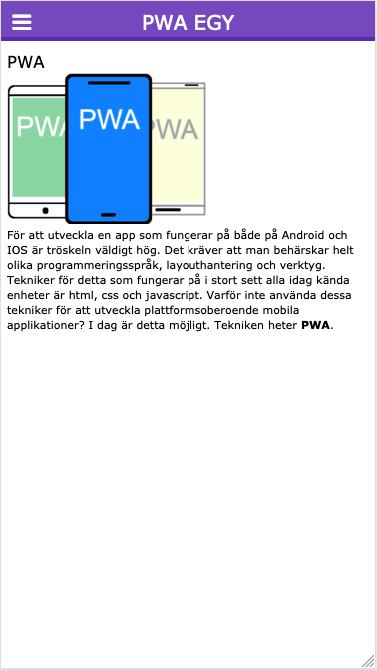 PWA EGY
PWA
PWA
PWA
PWA
För att utveckla en app som fungerar på både på Android och
IOS är tröskeln väldigt hög. Det kräver att man behärskar helt
olika programmeringsspråk, layouthantering och verktyg.
Tekniker för detta som fungerar på i stort sett alla idag kända
enheter är html, css och javascript. Varför inte använda dessa
tekniker för att utveckla plattformsoberoende mobila
applikationer? I dag är detta möjligt. Tekniken heter PWA.